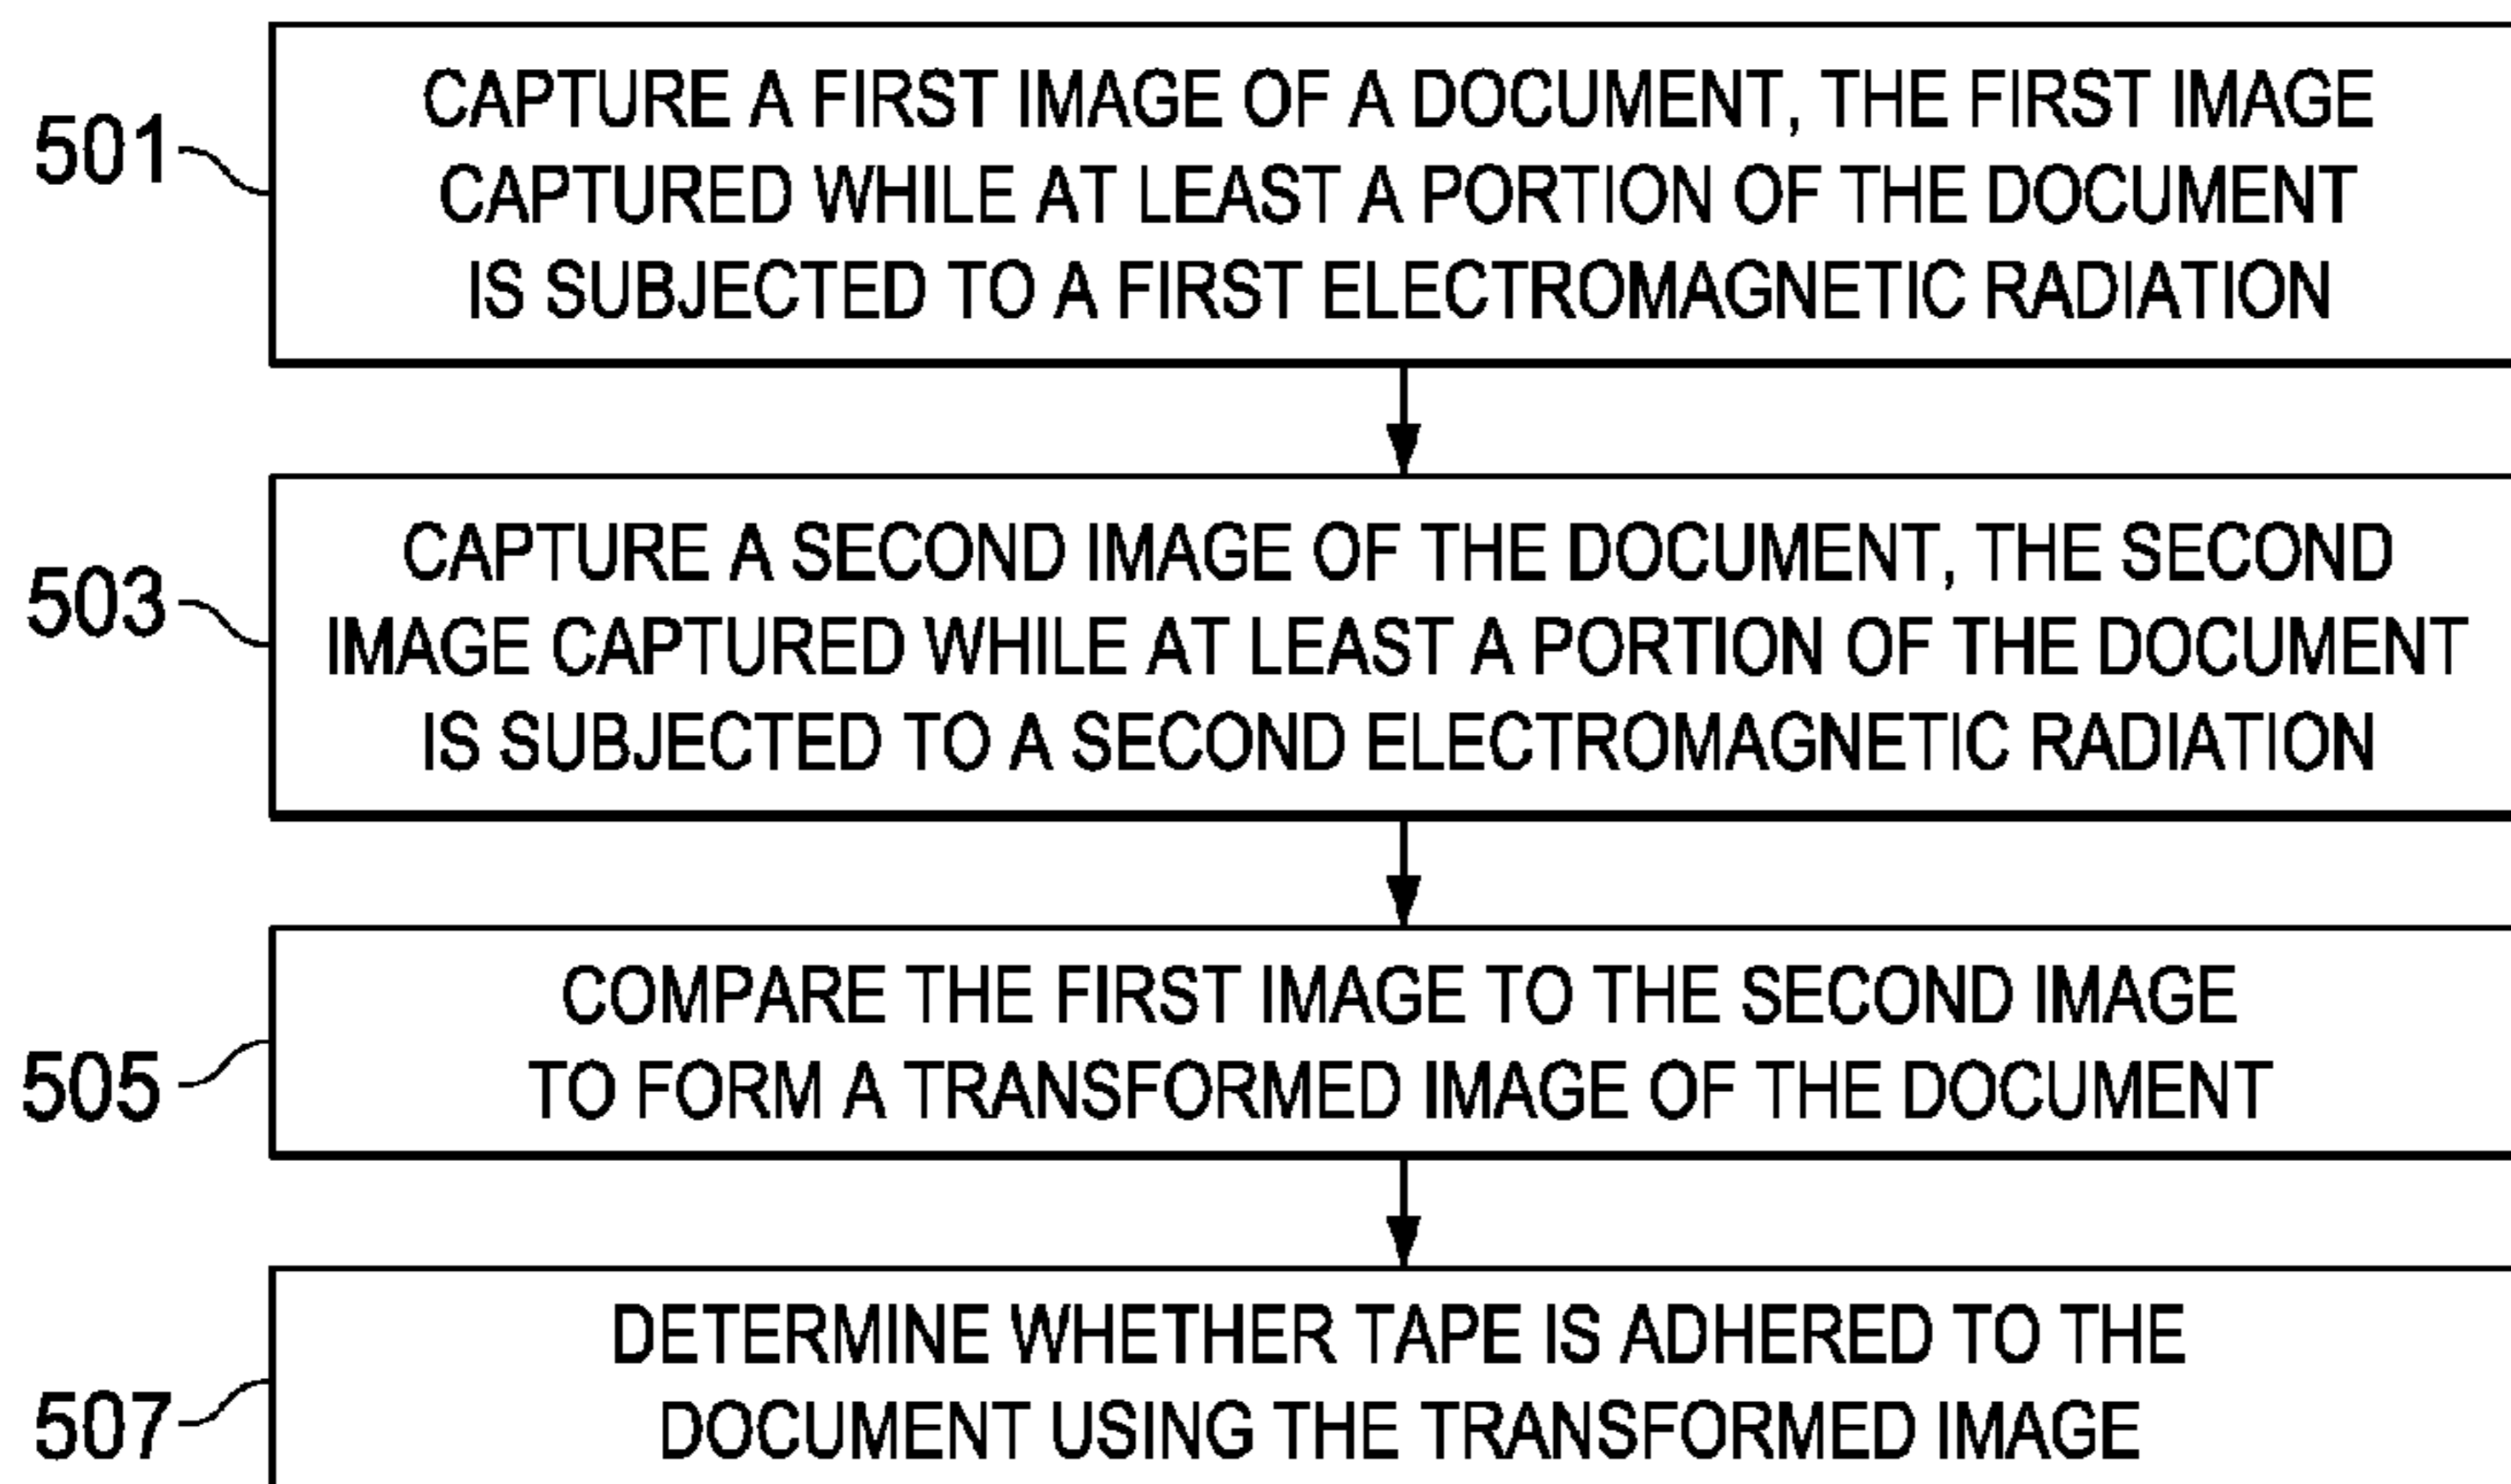 501
CAPTURE A FIRST IMAGE OF A DOCUMENT, THE FIRST IMAGE
CAPTURED WHILE AT LEAST A PORTION OF THE DOCUMENT
IS SUBJECTED TO A FIRST ELECTROMAGNETIC RADIATION
503
CAPTURE A SECOND IMAGE OF THE DOCUMENT, THE SECOND
IMAGE CAPTURED WHILE AT LEAST A PORTION OF THE DOCUMENT
IS SUBJECTED TO A SECOND ELECTROMAGNETIC RADIATION
505
COMPARE THE FIRST IMAGE TO THE SECOND IMAGE
TO FORM A TRANSFORMED IMAGE OF THE DOCUMENT
507
DETERMINE WHETHER TAPE IS ADHERED TO THE
DOCUMENT USING THE TRANSFORMED IMAGE